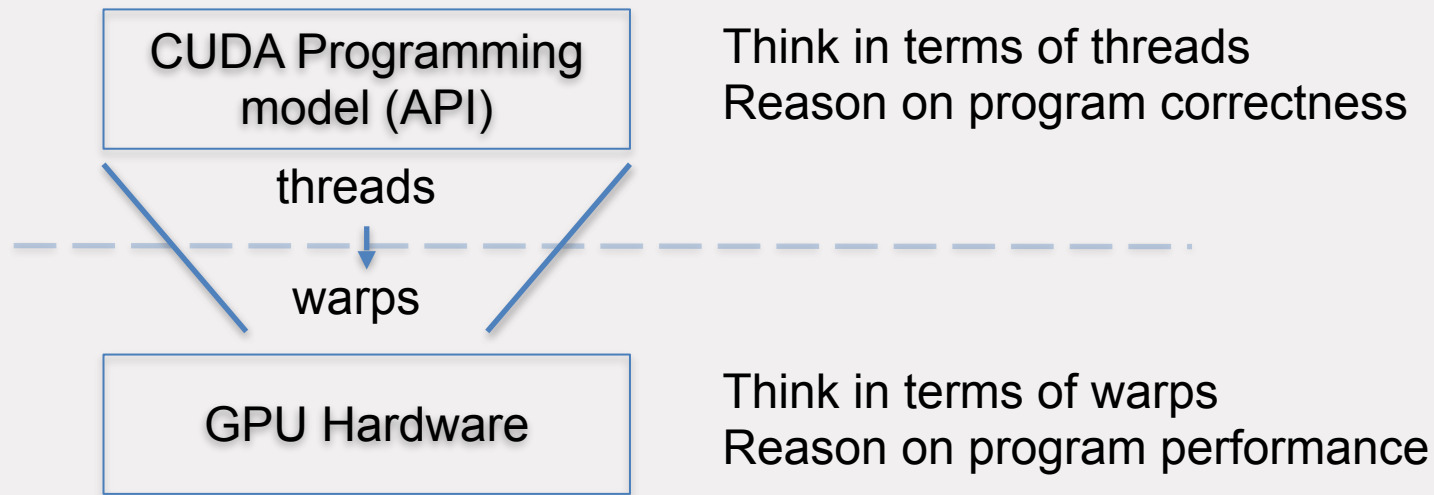 CUDA Programming
model (API)
Think in terms of threads
Reason on program correctness
threads
warps
GPU Hardware
Think in terms of warps
Reason on program performance